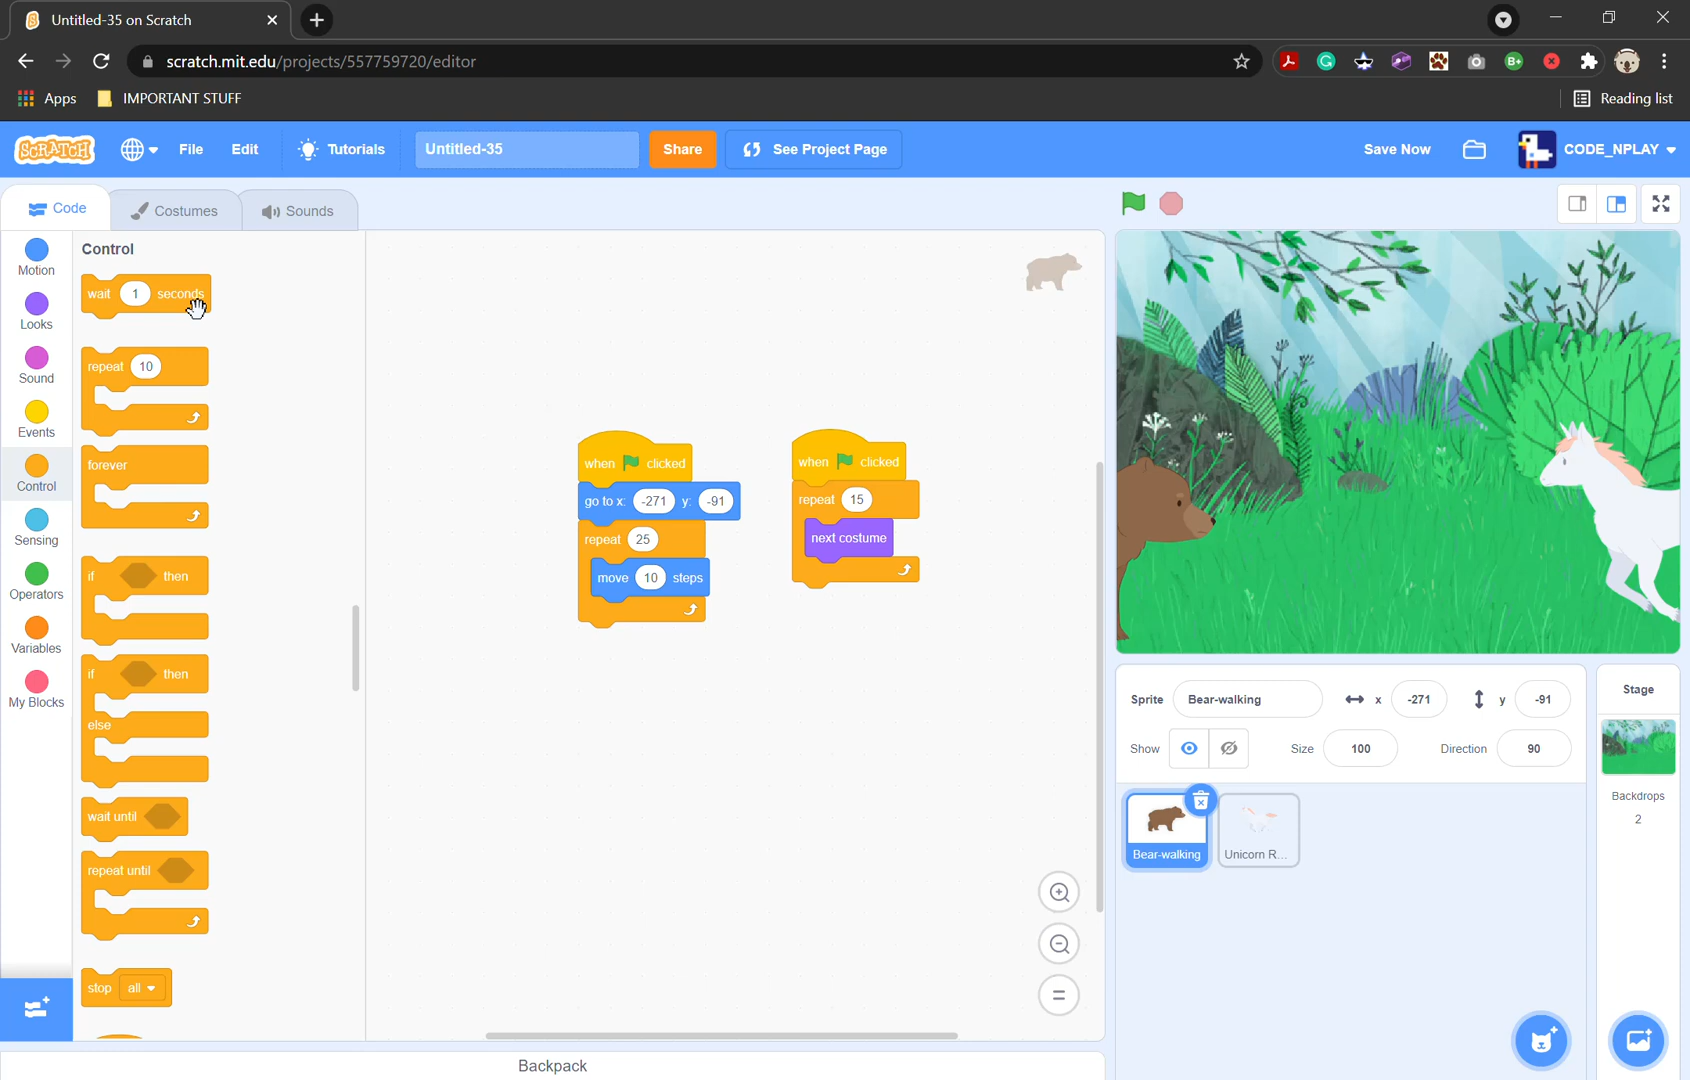 Untitled-35 on Scratch
scratch.mit.edu/projects/557759720/editor
B+
Apps
IMPORTANT STUFF
Reading list
SCRATCH
File
Edit
Tutorials
Untitled-35
Share
See Project Page
Save Now
CODE_NPLAY
Code
Costumes
Sounds
Motion
Looks
Sound
Events
Control
Sensing
Operators
Variables
My Blocks
Control
wait 1 seconds
repeat 10
forever
if then
if then
else
wait until
repeat until
stop all
when clicked
go to x: -271 y: -91
repeat 25
move 10 steps
when clicked
repeat 15
next costume
Backpack
Sprite Bear-walking x -271 y -91
Show Size 100 Direction 90
Bear-walking
Unicorn R...
Stage
Backdrops
2